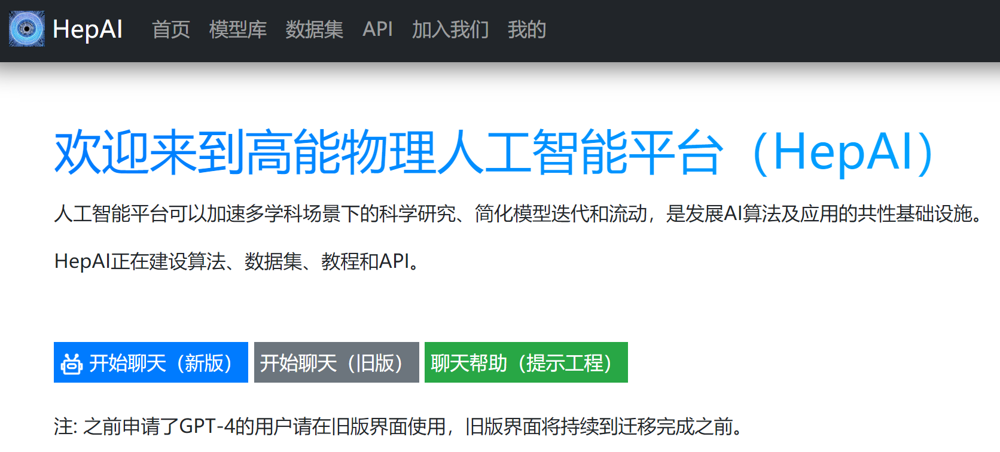 HepAI 首页 模型库 数据集 API 加入我们 我的
欢迎来到高能物理人工智能平台（HepAI）
人工智能平台可以加速多学科场景下的科学研究、简化模型迭代和流动，是发展AI算法及应用的共性基础设施。
HepAI正在建设算法、数据集、教程和API。
开始聊天（新版） 开始聊天（旧版） 聊天帮助（提示工程）
注: 之前申请了GPT-4的用户请在旧版界面使用，旧版界面将持续到迁移完成之前。